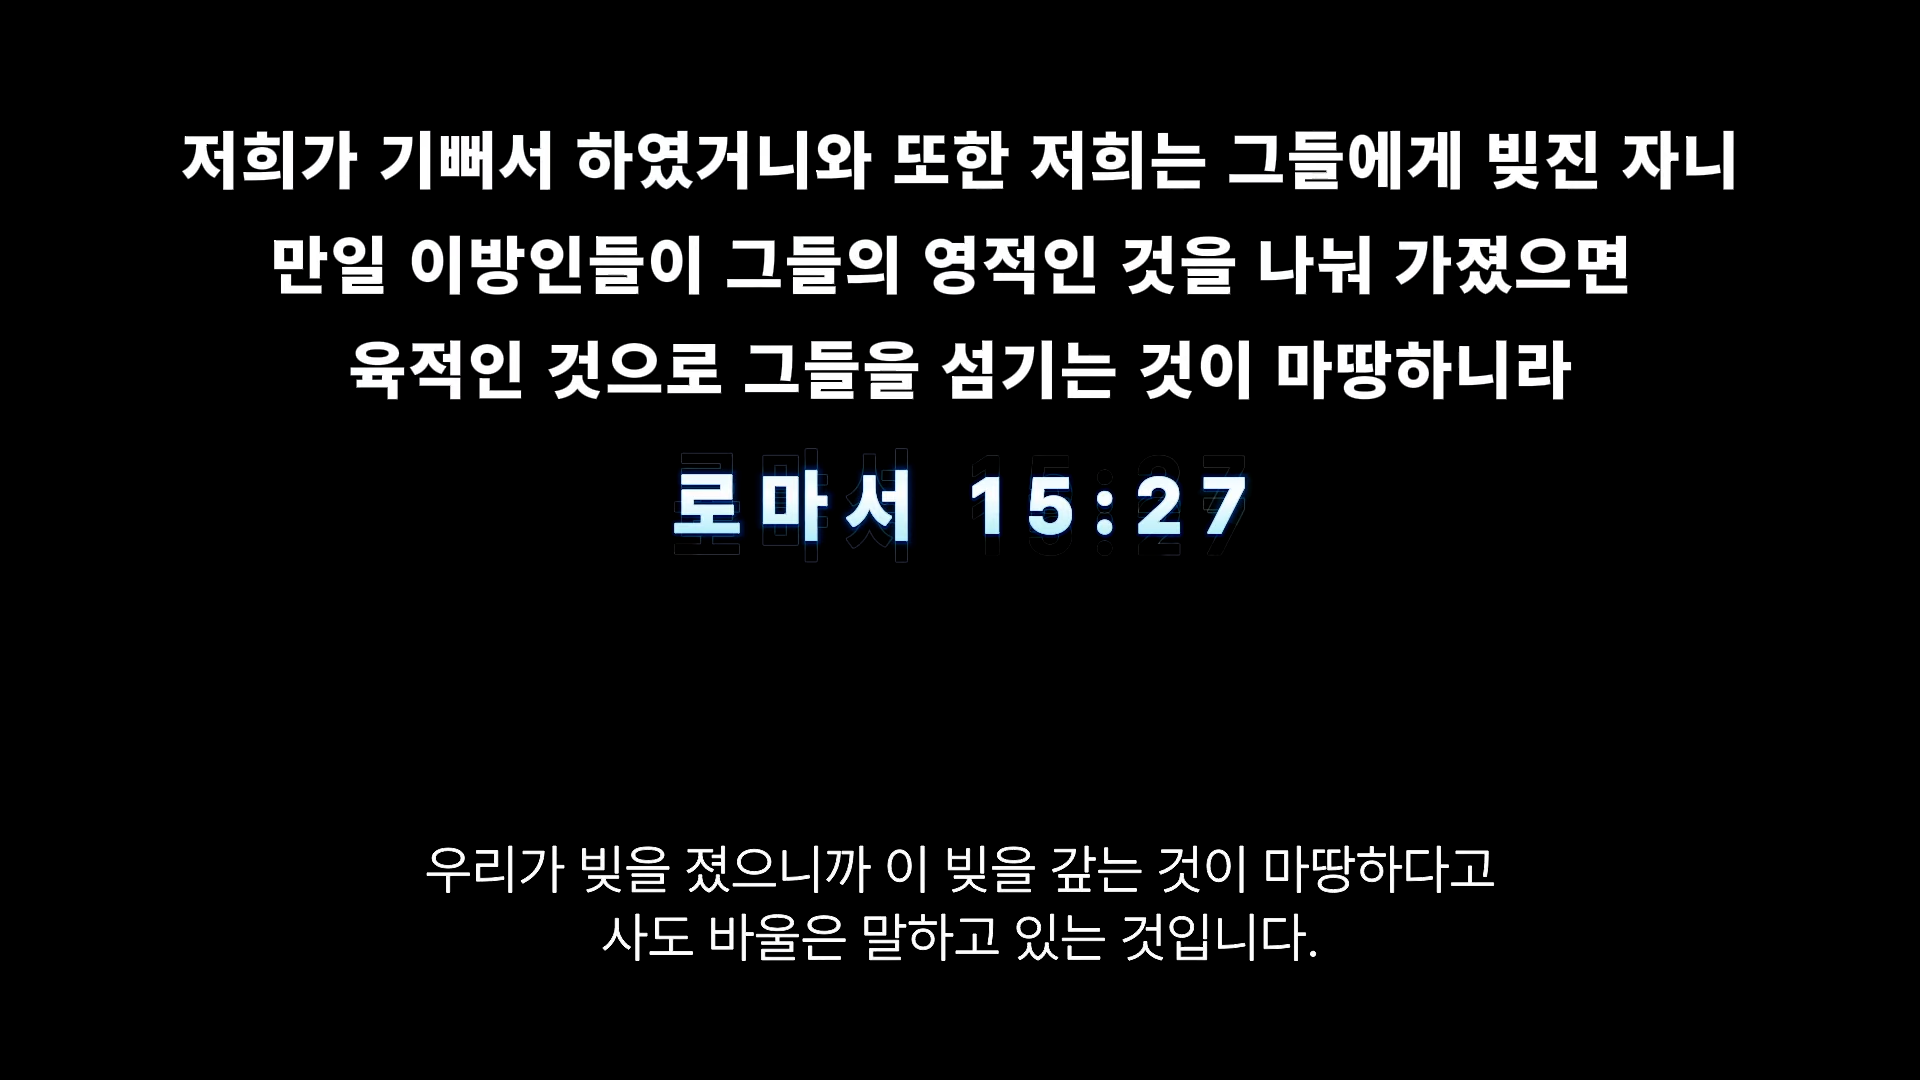 저희가 기뻐서 하였거니와 또한 저희는 그들에게 빚진 자니
만일 이방인들이 그들의 영적인 것을 나눠 가졌으면
육적인 것으로 그들을 섬기는 것이 마땅하니라
로마서 15:27
우리가 빚을 졌으니까 이 빚을 갚는 것이 마땅하다고
사도 바울은 말하고 있는 것입니다.